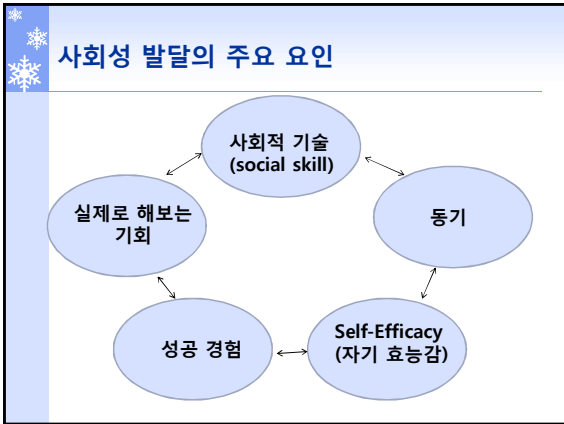 사회성 발달의 주요 요인
사회적 기술
(social skill)
실제로 해보는
기회
동기
성공 경험
Self-Efficacy
(자기 효능감)